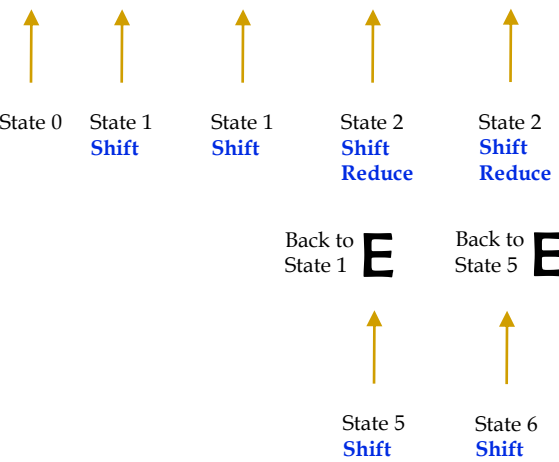 State 0 State 1 State 1 State 2 State 2
Shift Shift Shift Shift
Reduce Reduce
Back to State 1 E Back to State 5 E
State 5 State 6
Shift Shift